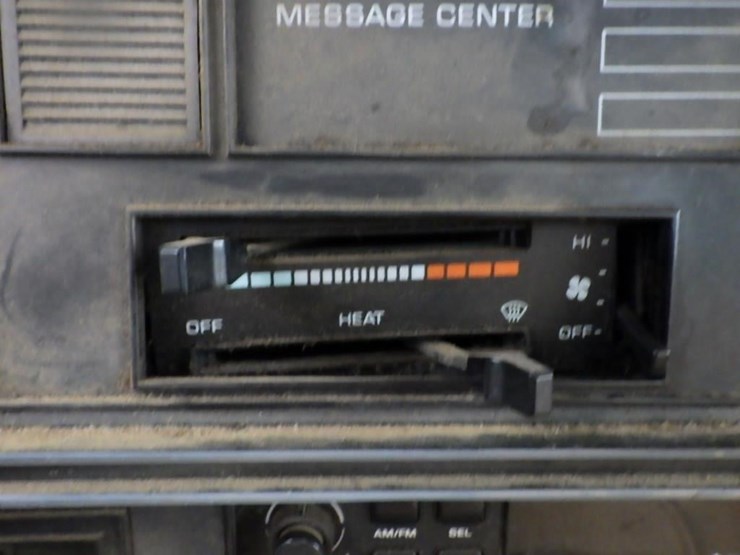 MESSAGE CENTER
HI
OFF HEAT
OFF
AM/FM SEL